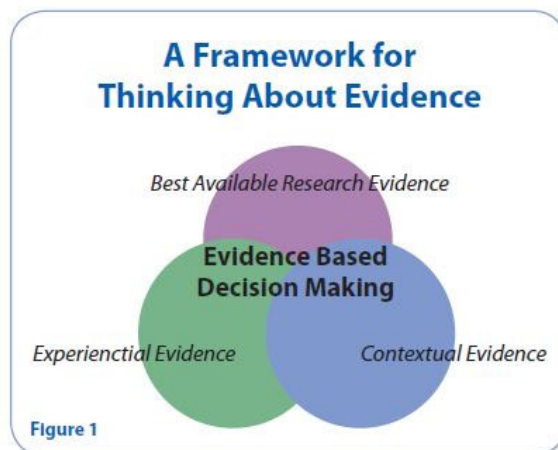 A Framework for
Thinking About Evidence
Best Available Research Evidence
Evidence Based
Decision Making
Experienctial Evidence
Contextual Evidence
Figure 1